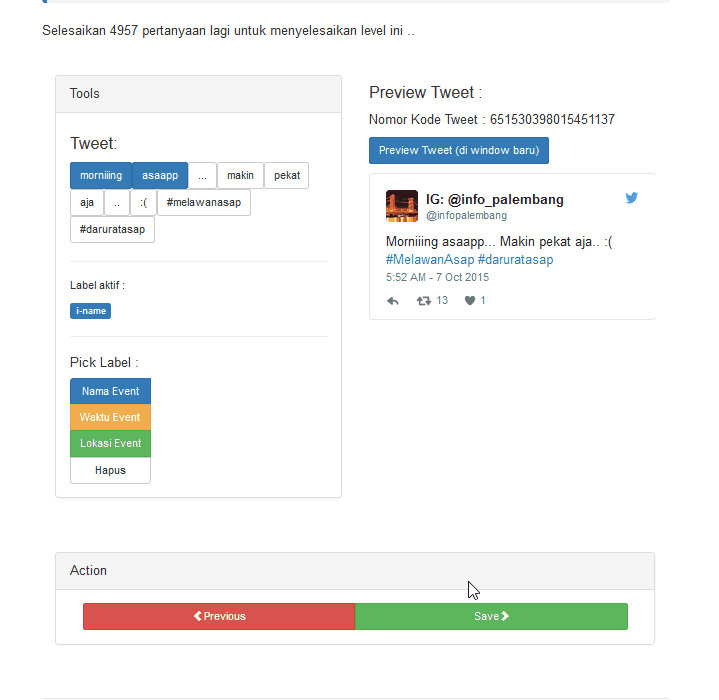 Selesaikan 4957 pertanyaan lagi untuk menyelesaikan level ini ..
Tools
Tweet:
morniiing asaapp ... makin pekat
aja .. :( #melawanasap
#daruratasap
Label aktif :
i-name
Pick Label :
Nama Event
Waktu Event
Lokasi Event
Hapus
Preview Tweet :
Nomor Kode Tweet : 651530398015451137
Preview Tweet (di window baru)
IG: @info_palembang
@infopalembang
Morniiing asaapp... Makin pekat aja.. :(
#MelawanAsap #daruratasap
5:52 AM - 7 Oct 2015
13 1
Action
Previous Save